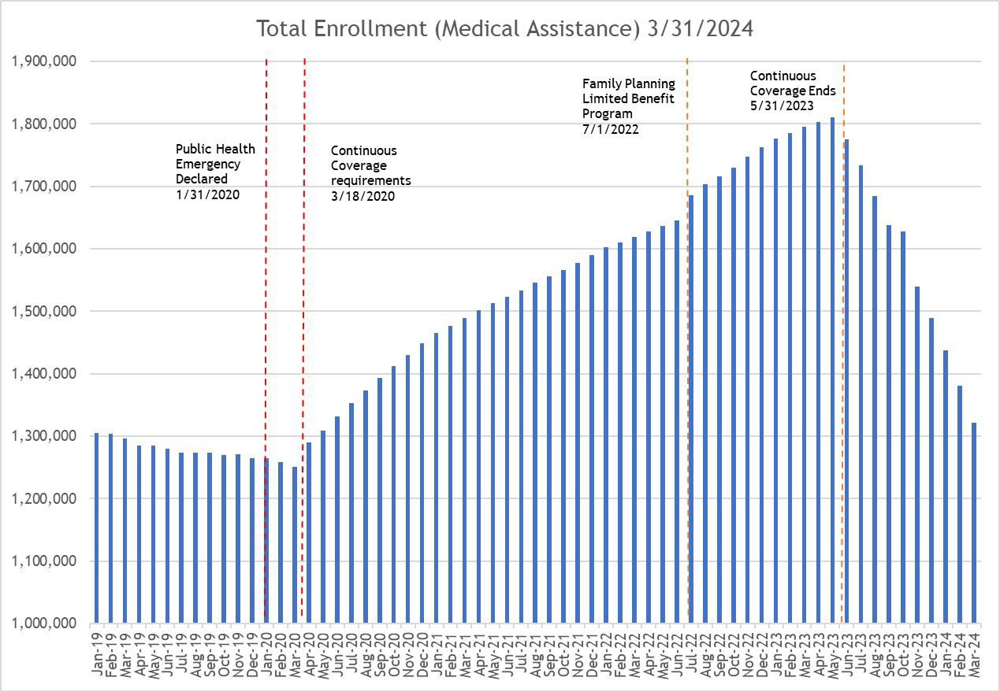 Total Enrollment (Medical Assistance) 3/31/2024
1,900,000
1,800,000
1,700,000
1,600,000
1,500,000
1,400,000
1,300,000
1,200,000
1,100,000
1,000,000
Public Health
Emergency
Declared
1/31/2020
Continuous
Coverage
requirements
3/18/2020
Family Planning
Limited Benefit
Program
7/1/2022
Continuous
Coverage Ends
5/31/2023
Jan-19
Feb-19
Mar-19
Apr-19
May-19
Jun-19
Jul-19
Aug-19
Sep-19
Oct-19
Nov-19
Dec-19
Jan-20
Feb-20
Mar-20
Apr-20
May-20
Jun-20
Jul-20
Aug-20
Sep-20
Oct-20
Nov-20
Dec-20
Jan-21
Feb-21
Mar-21
Apr-21
May-21
Jun-21
Jul-21
Aug-21
Sep-21
Oct-21
Nov-21
Dec-21
Jan-22
Feb-22
Mar-22
Apr-22
May-22
Jun-22
Jul-22
Aug-22
Sep-22
Oct-22
Nov-22
Dec-22
Jan-23
Feb-23
Mar-23
Apr-23
May-23
Jun-23
Jul-23
Aug-23
Sep-23
Oct-23
Nov-23
Dec-23
Jan-24
Feb-24
Mar-24